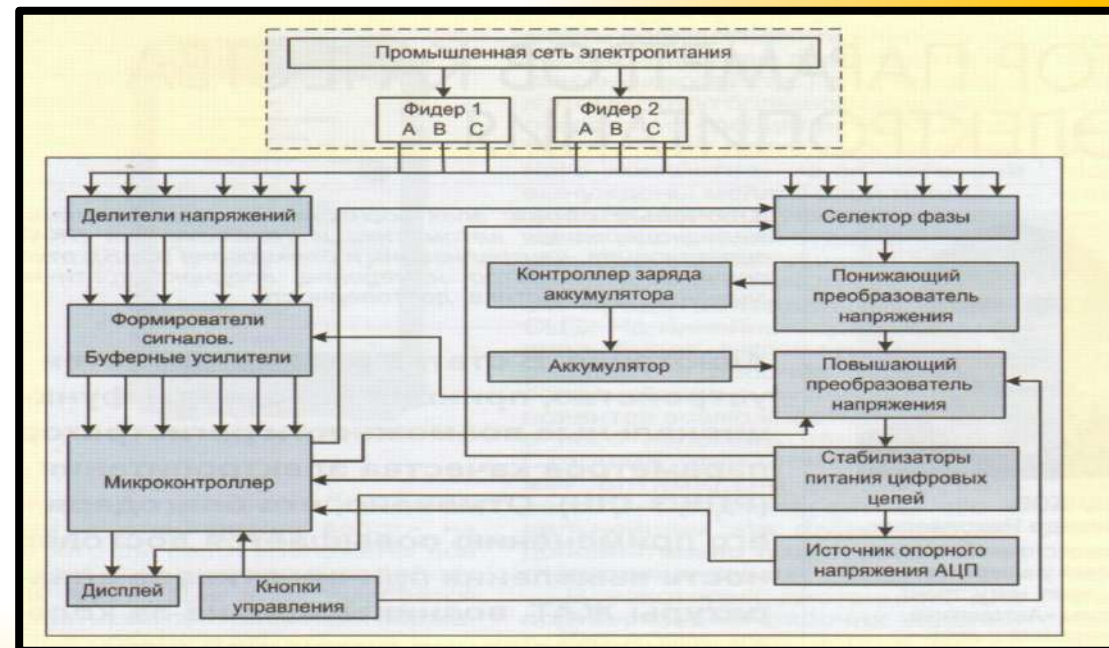 Промышленная сеть электропитания
Фидер 1
А В С
Фидер 2
А В С
Делители напряжений
Селектор фазы
Контроллер заряда
аккумулятора
Понижающий
преобразователь
напряжения
Формирователи
сигналов.
Буферные усилители
Аккумулятор
Повышающий
преобразователь
напряжения
Микроконтроллер
Стабилизаторы
питания цифровых
цепей
Источник опорного
напряжения АЦП
Дисплей
Кнопки
управления